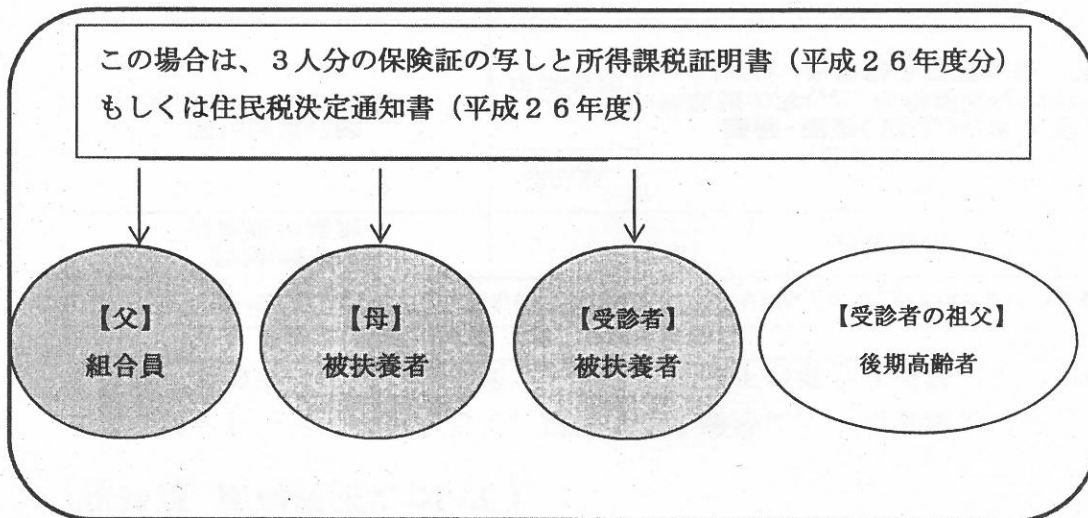 この場合は、３人分の保険証の写しと所得課税証明書（平成２６年度分）
もしくは住民税決定通知書（平成２６年度）
【父】
組合員
【母】
被扶養者
【受診者】
被扶養者
【受診者の祖父】
後期高齢者